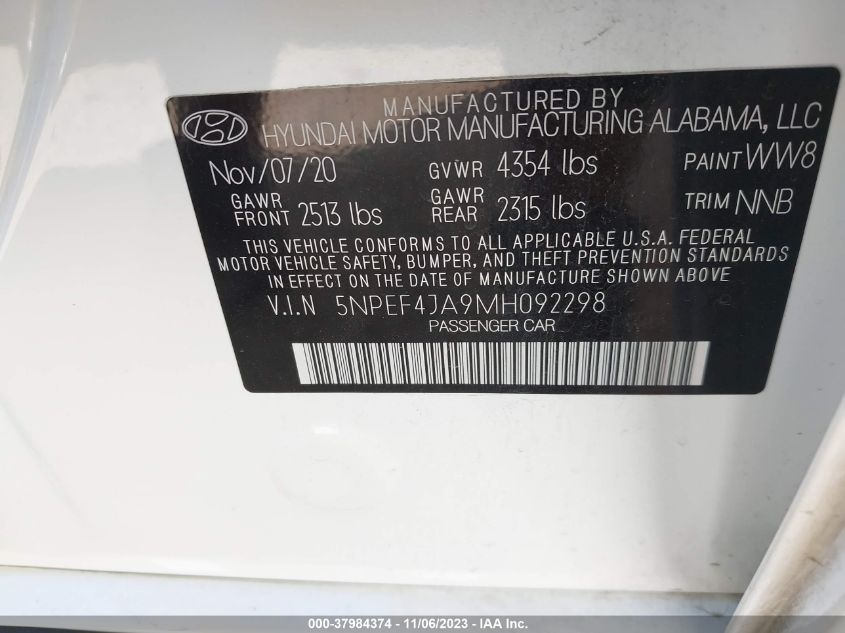 MANUFACTURED BY
HYUNDAI MOTOR MANUFACTURING ALABAMA, LLC
Nov/07/20 GVWR 4354 lbs PAINT WW8
GAWR FRONT 2513 lbs GAWR REAR 2315 lbs TRIM NNB
THIS VEHICLE CONFORMS TO ALL APPLICABLE U.S.A. FEDERAL
MOTOR VEHICLE SAFETY, BUMPER, AND THEFT PREVENTION STANDARDS
IN EFFECT ON THE DATE OF MANUFACTURE SHOWN ABOVE
V.I.N 5NPEF4JA9MH092298
PASSENGER CAR
000-37984374 - 11/06/2023 - © IAA Inc.